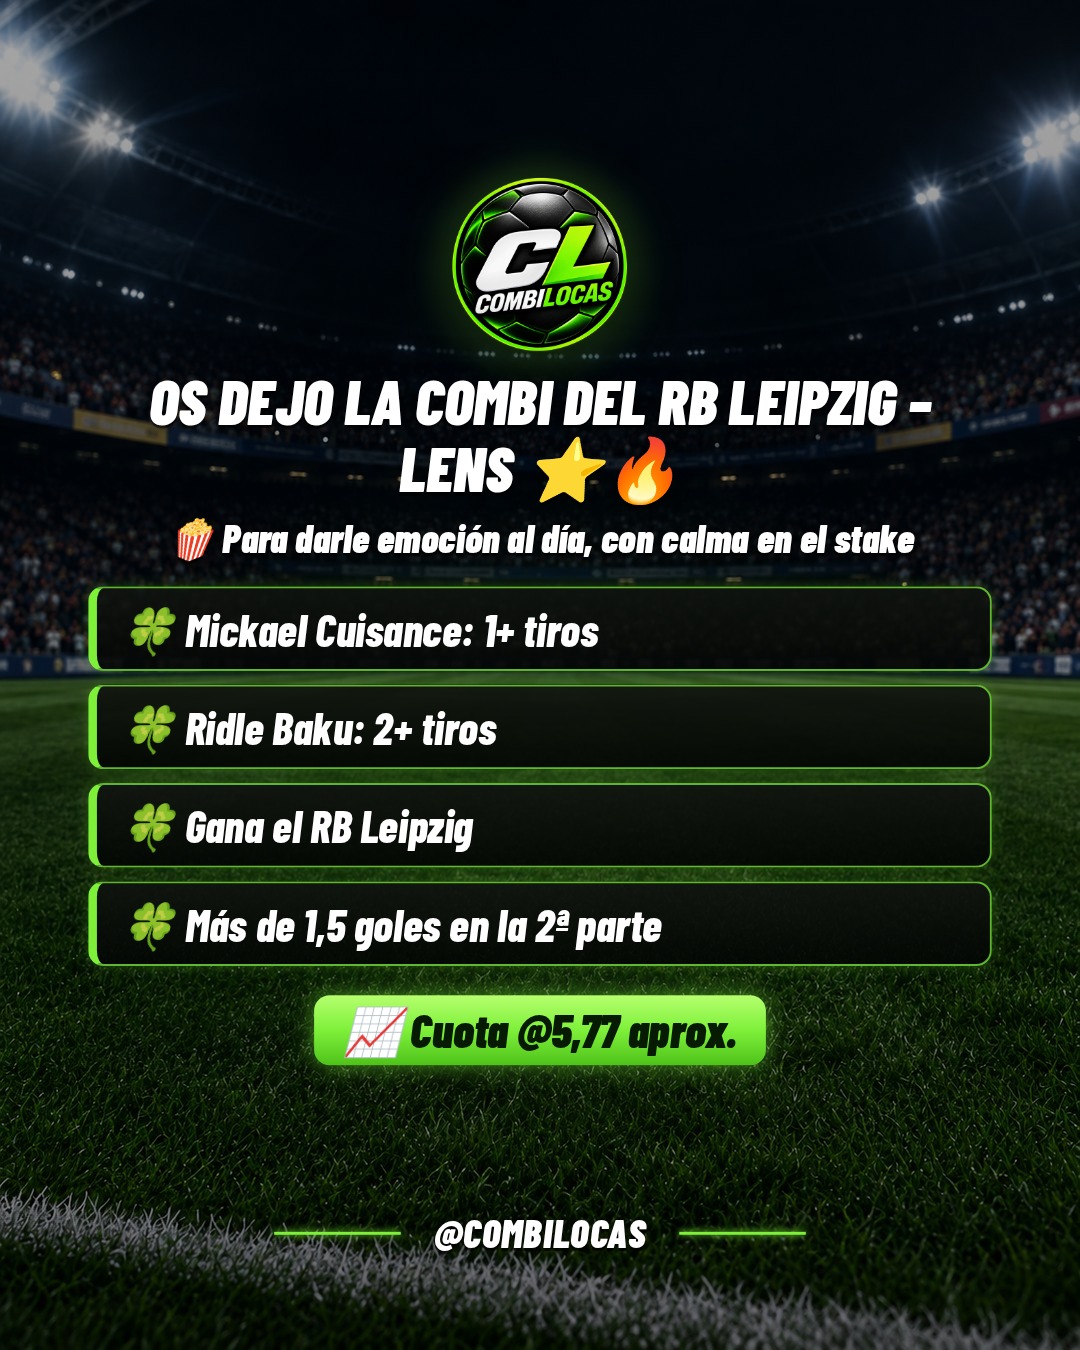 CL
COMBILOCAS
OS DEJO LA COMBI DEL RB LEIPZIG -
LENS ⭐🔥
🍿 Para darle emoción al día, con calma en el stake
🍀 Mickael Cuisance: 1+ tiros
🍀 Ridle Baku: 2+ tiros
🍀 Gana el RB Leipzig
🍀 Más de 1,5 goles en la 2ª parte
📈 Cuota @5,77 aprox.
@COMBILOCAS